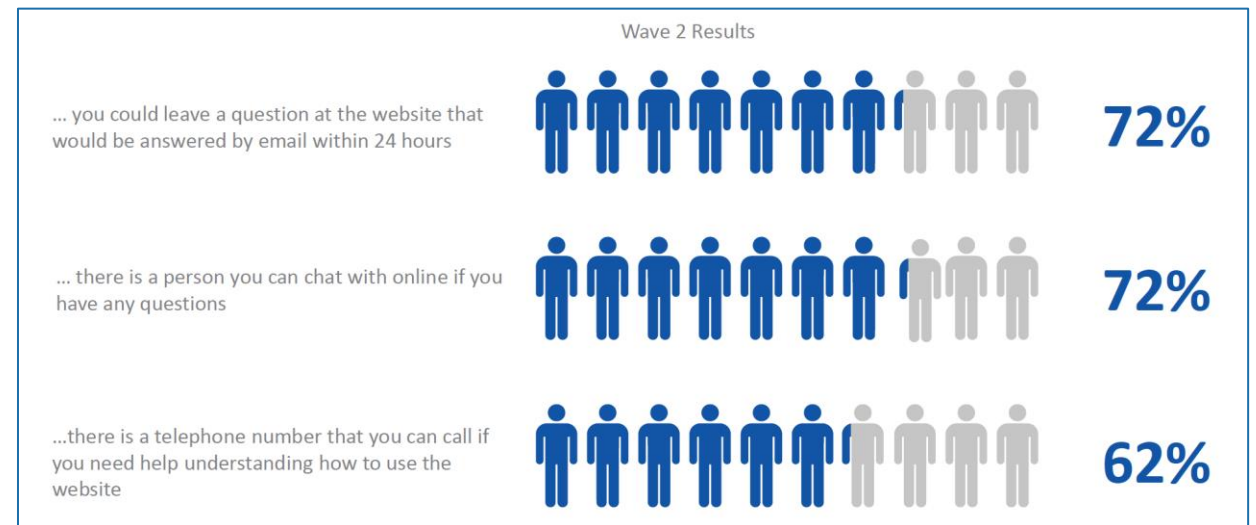 Wave 2 Results
... you could leave a question at the website that
would be answered by email within 24 hours
72%
... there is a person you can chat with online if you
have any questions
72%
...there is a telephone number that you can call if
you need help understanding how to use the
website
62%